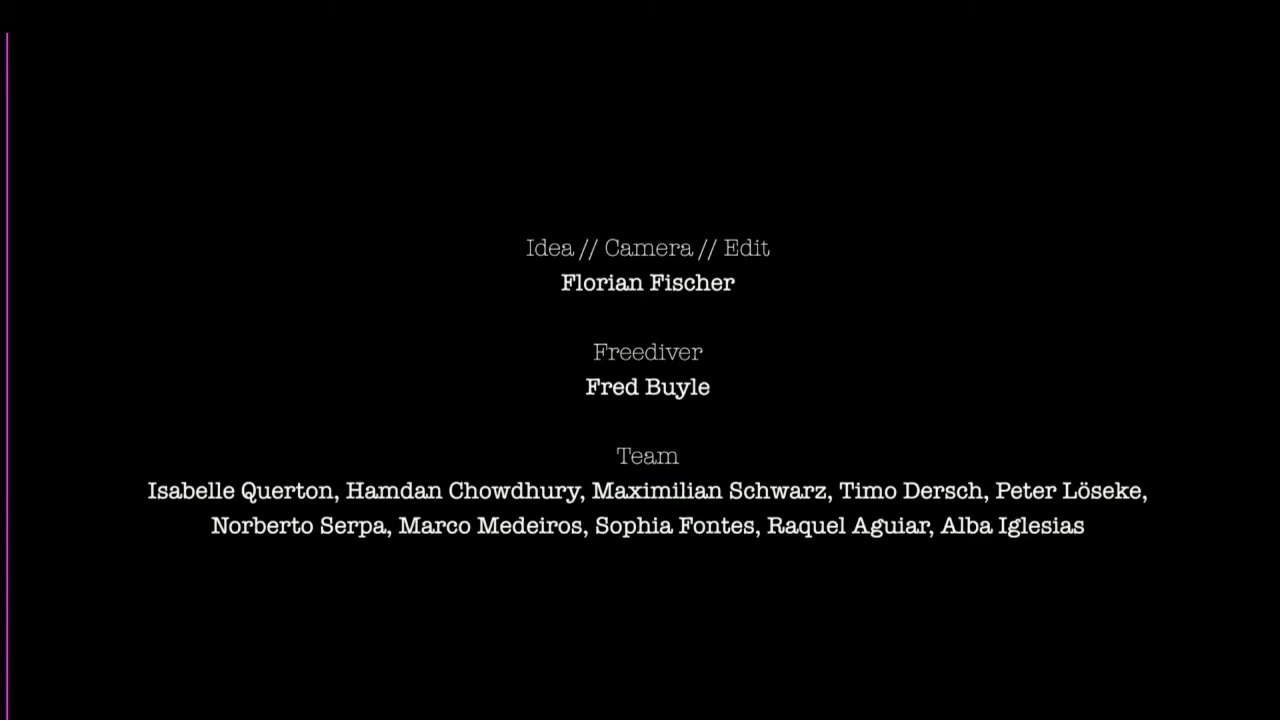 Idea // Camera // Edit
Florian Fischer
Freediver
Fred Buyle
Team
Isabelle Querton, Hamdan Chowdhury, Maximilian Schwarz, Timo Dersch, Peter Löseke,
Norberto Serpa, Marco Medeiros, Sophia Fontes, Raquel Aguiar, Alba Iglesias